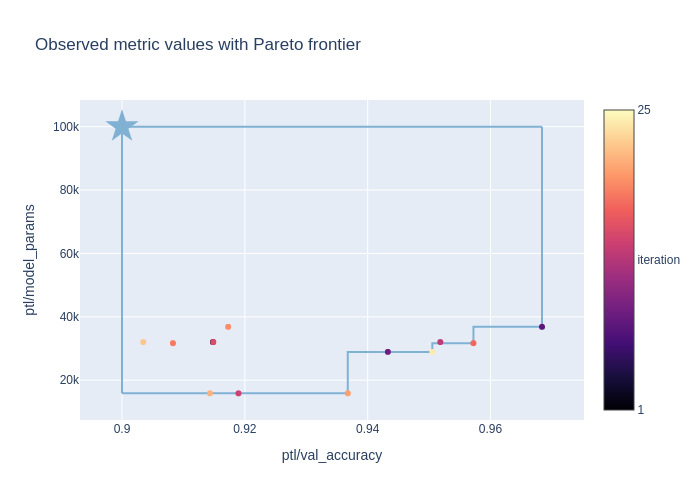 Observed metric values with Pareto frontier
100k
80k
60k
40k
20k
ptl/model_params
0.9
0.92
0.94
0.96
ptl/val_accuracy
25
iteration
1